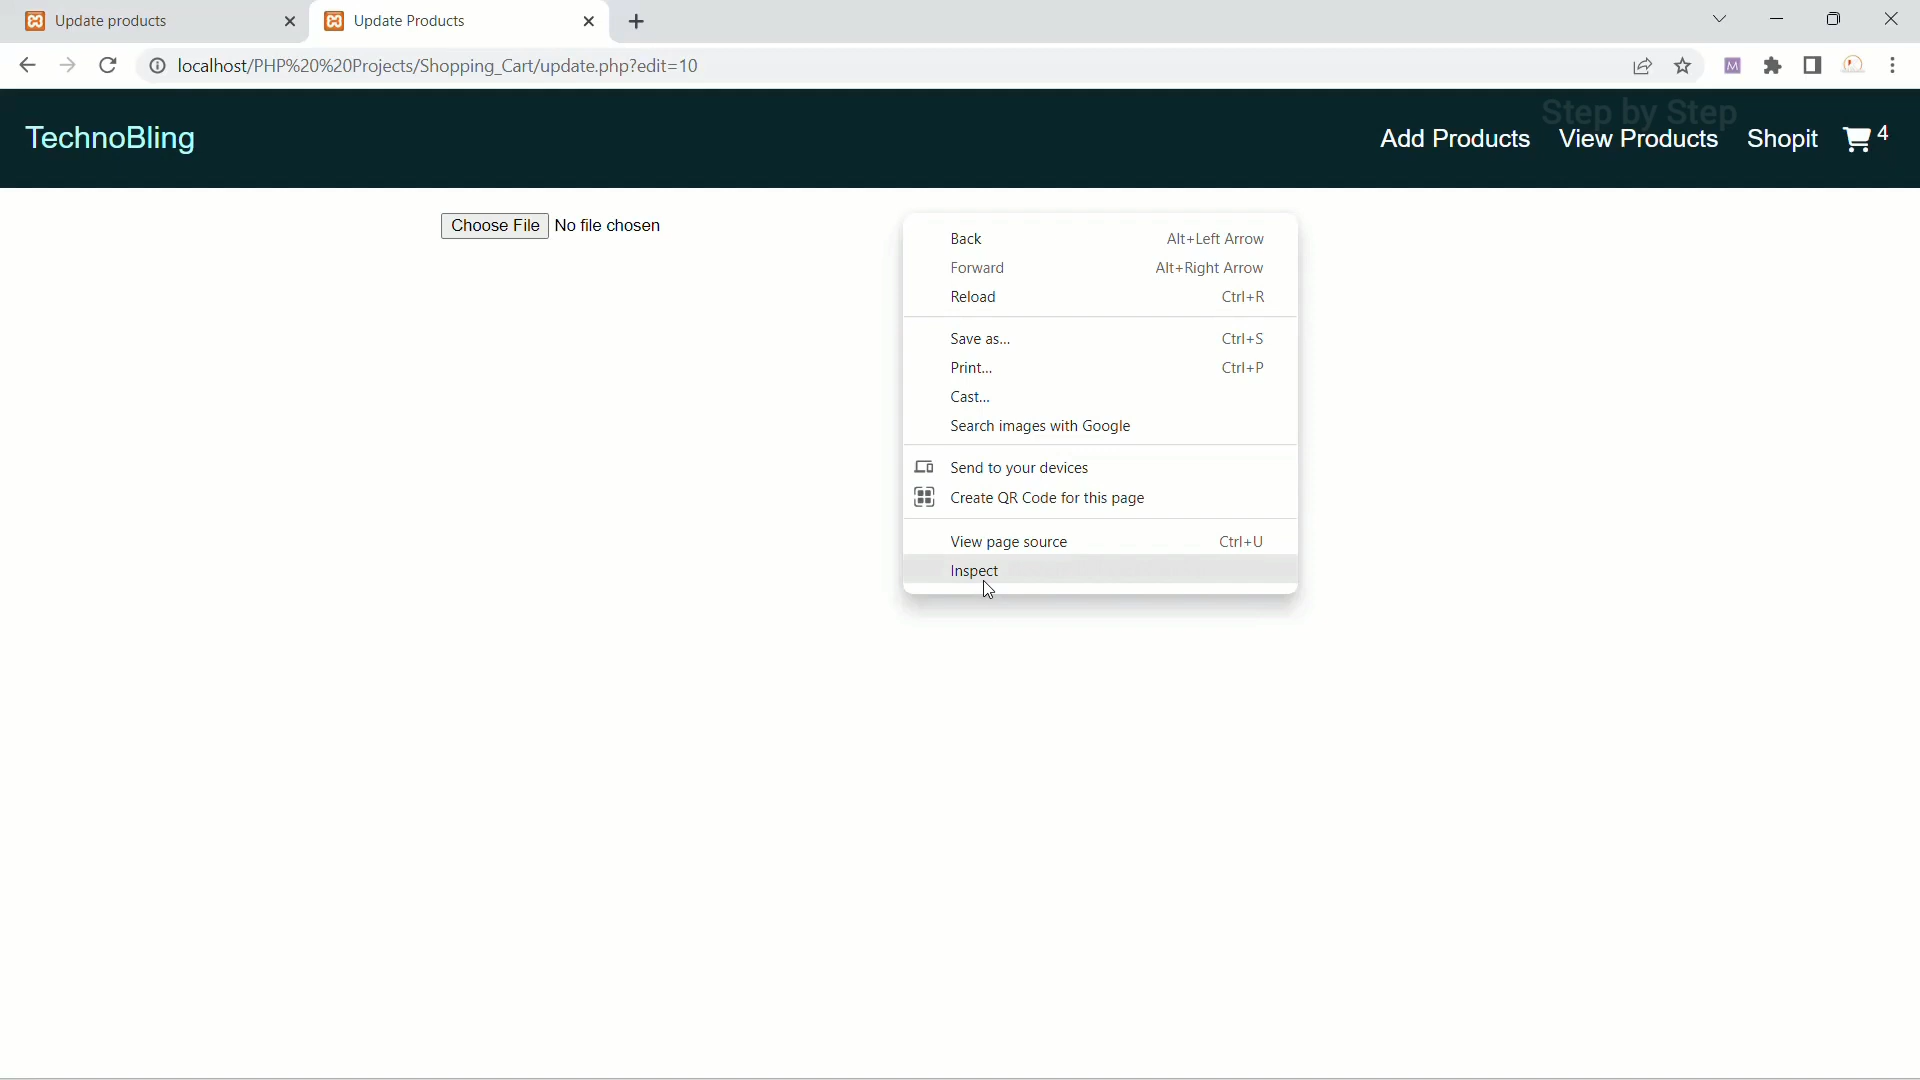 Update products
Update Products
localhost/PHP%20%20Projects/Shopping_Cart/update.php?edit=10
M
Step by Step
TechnoBling
Add Products View Products Shopit 4
Choose File No file chosen
Back Alt+Left Arrow
Forward Alt+Right Arrow
Reload Ctrl+R
Save as... Ctrl+S
Print... Ctrl+P
Cast...
Search images with Google
Send to your devices
Create QR Code for this page
View page source Ctrl+U
Inspect